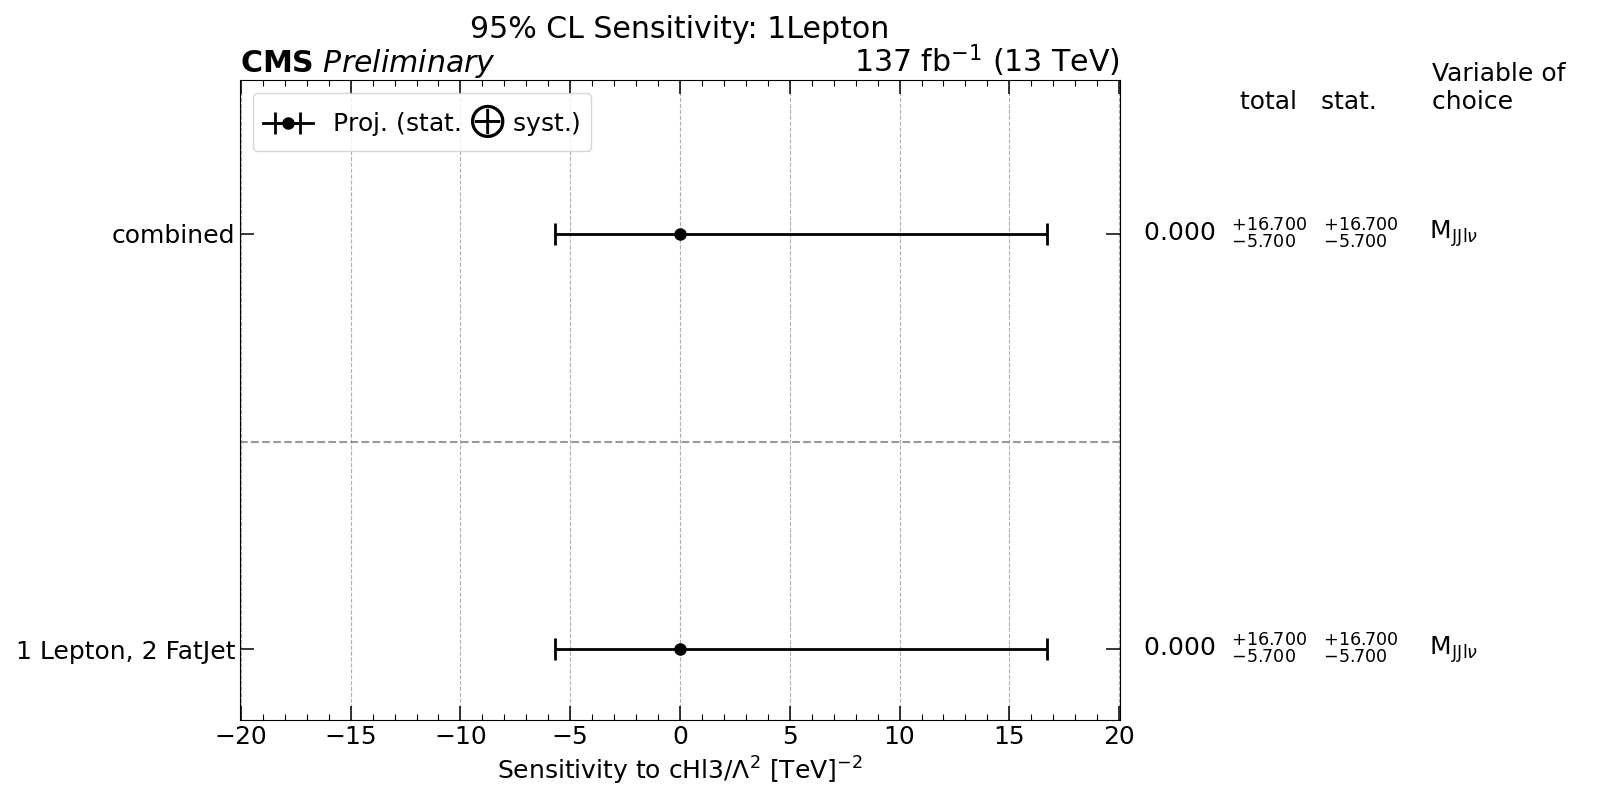 95% CL Sensitivity: 1Lepton
CMS Preliminary
137 fb⁻¹ (13 TeV)
Variable of
total stat. choice
Proj. (stat. ⊕ syst.)
combined
0.000 +16.700 −5.700 +16.700 −5.700 M_JJlν
1 Lepton, 2 FatJet
0.000 +16.700 −5.700 +16.700 −5.700 M_JJlν
−20 −15 −10 −5 0 5 10 15 20
Sensitivity to cHl3/Λ² [TeV]⁻²